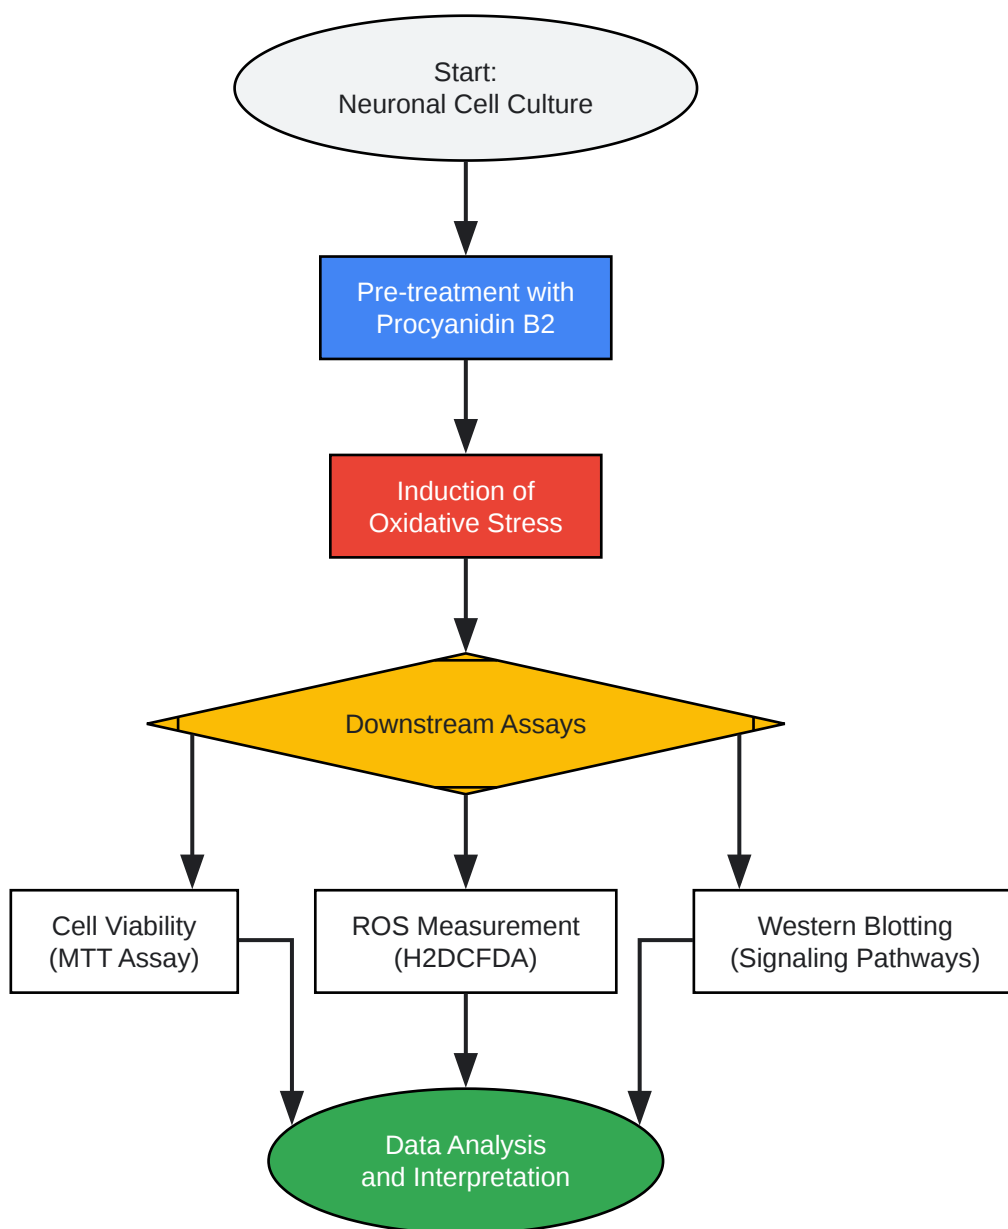 Start:
Neuronal Cell Culture
Pre-treatment with
Procyanidin B2
Induction of
Oxidative Stress
Downstream Assays
Cell Viability
(MTT Assay)
ROS Measurement
(H2DCFDA)
Western Blotting
(Signaling Pathways)
Data Analysis
and Interpretation